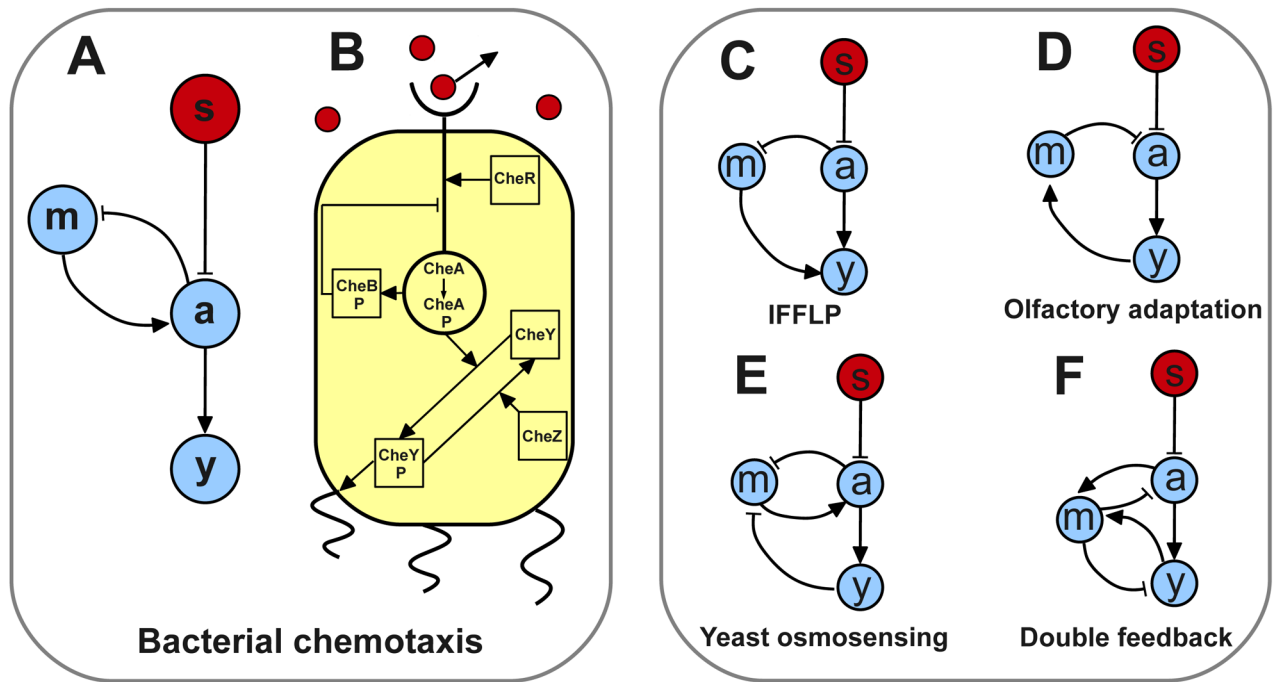 A
s
m
a
y
B
CheR
CheA
CheA
P
CheB
P
CheY
CheZ
CheY
P
Bacterial chemotaxis
C
s
m
a
y
IFFLP
D
s
m
a
y
Olfactory adaptation
E
s
m
a
y
Yeast osmosensing
F
s
a
m
y
Double feedback